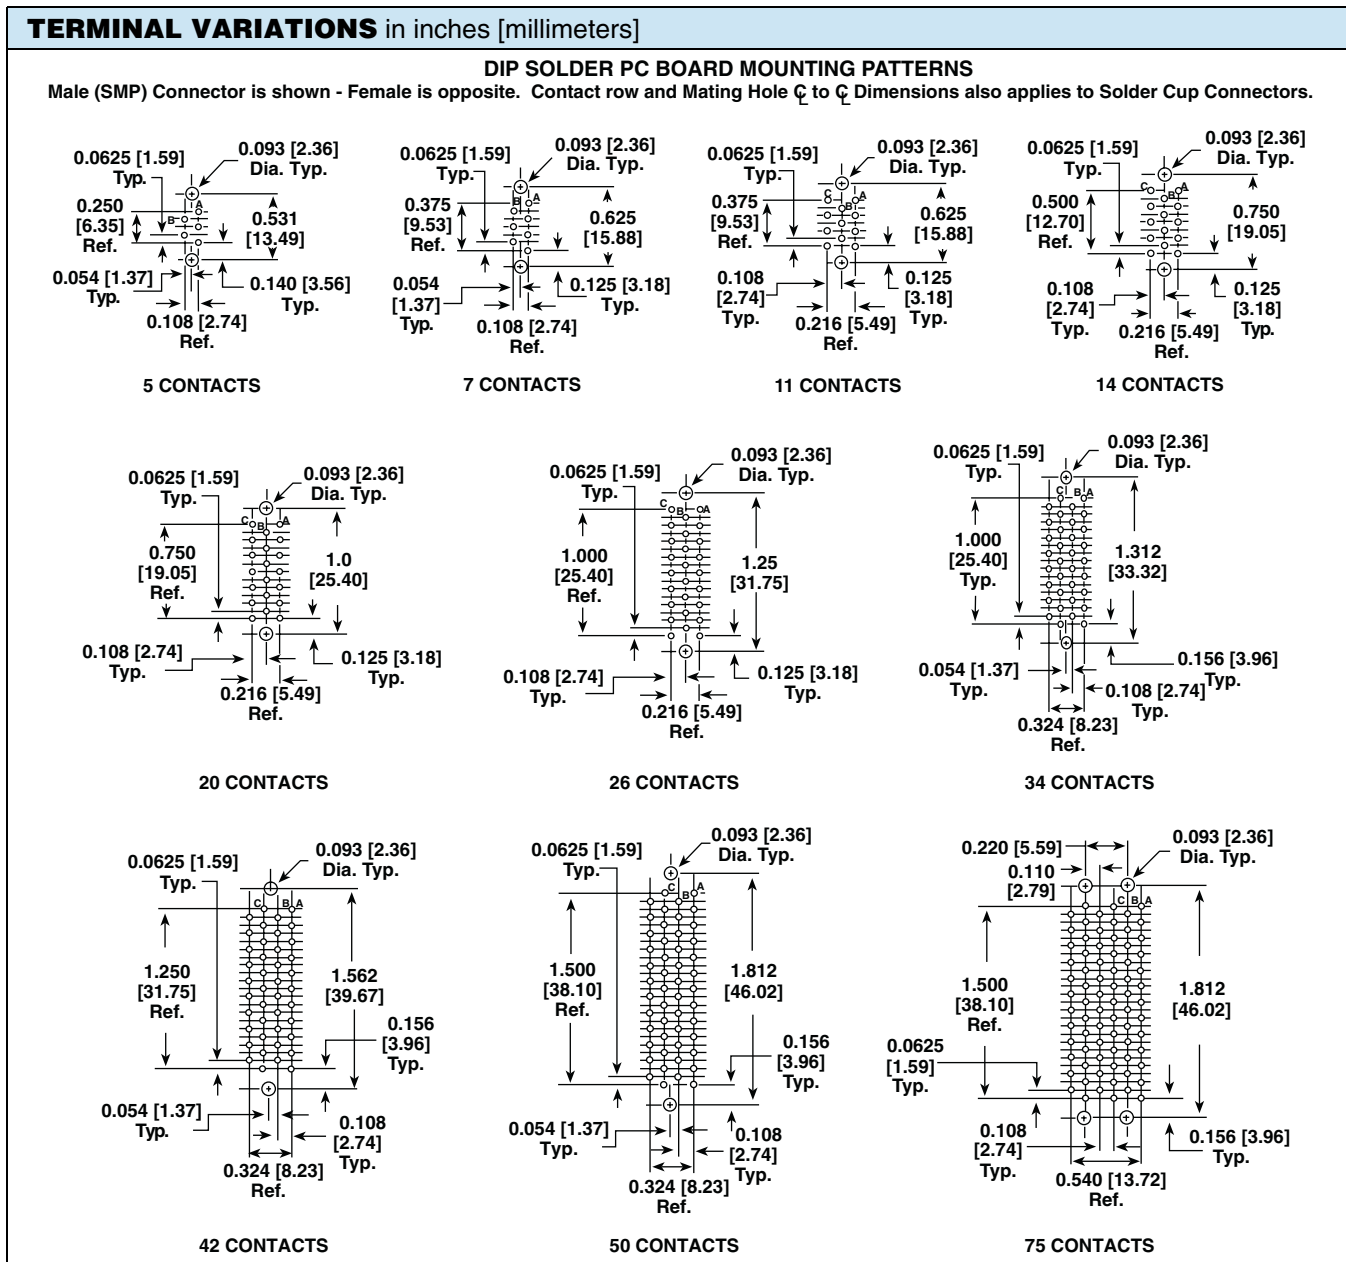 TERMINAL VARIATIONS in inches [millimeters]
DIP SOLDER PC BOARD MOUNTING PATTERNS
Male (SMP) Connector is shown - Female is opposite. Contact row and Mating Hole ℄ to ℄ Dimensions also applies to Solder Cup Connectors.
0.0625 [1.59]
Typ.
0.093 [2.36]
Dia. Typ.
A
B
0.250
[6.35]
Ref.
0.531
[13.49]
0.054 [1.37]
Typ.
0.140 [3.56]
Typ.
0.108 [2.74]
Ref.
5 CONTACTS
0.0625 [1.59]
Typ.
0.093 [2.36]
Dia. Typ.
B
A
0.375
[9.53]
Ref.
0.625
[15.88]
0.054
[1.37]
Typ.
0.125 [3.18]
Typ.
0.108 [2.74]
Ref.
7 CONTACTS
0.0625 [1.59]
Typ.
0.093 [2.36]
Dia. Typ.
C
B
A
0.375
[9.53]
Ref.
0.625
[15.88]
0.108
[2.74]
Typ.
0.125
[3.18]
Typ.
0.216 [5.49]
Ref.
11 CONTACTS
0.0625 [1.59]
Typ.
0.093 [2.36]
Dia. Typ.
C
B
A
0.500
[12.70]
Ref.
0.750
[19.05]
0.108
[2.74]
Typ.
0.125
[3.18]
Typ.
0.216 [5.49]
Ref.
14 CONTACTS
0.0625 [1.59]
Typ.
0.093 [2.36]
Dia. Typ.
C
B
A
0.750
[19.05]
Ref.
1.0
[25.40]
0.108 [2.74]
Typ.
0.125 [3.18]
Typ.
0.216 [5.49]
Ref.
20 CONTACTS
0.0625 [1.59]
Typ.
0.093 [2.36]
Dia. Typ.
C
B
A
1.000
[25.40]
Ref.
1.25
[31.75]
0.108 [2.74]
Typ.
0.125 [3.18]
Typ.
0.216 [5.49]
Ref.
26 CONTACTS
0.0625 [1.59]
Typ.
0.093 [2.36]
Dia. Typ.
C
B
A
1.000
[25.40]
Typ.
1.312
[33.32]
0.054 [1.37]
Typ.
0.156 [3.96]
Typ.
0.108 [2.74]
Typ.
0.324 [8.23]
Ref.
34 CONTACTS
0.0625 [1.59]
Typ.
0.093 [2.36]
Dia. Typ.
C
B
A
1.250
[31.75]
Ref.
1.562
[39.67]
0.156
[3.96]
Typ.
0.054 [1.37]
Typ.
0.108
[2.74]
Typ.
0.324 [8.23]
Ref.
42 CONTACTS
0.0625 [1.59]
Typ.
0.093 [2.36]
Dia. Typ.
C
B
A
1.500
[38.10]
Ref.
1.812
[46.02]
0.156
[3.96]
Typ.
0.054 [1.37]
Typ.
0.108
[2.74]
Typ.
0.324 [8.23]
Ref.
50 CONTACTS
0.220 [5.59]
0.110
[2.79]
0.093 [2.36]
Dia. Typ.
C
B
A
1.500
[38.10]
Ref.
1.812
[46.02]
0.0625
[1.59]
Typ.
0.108
[2.74]
Typ.
0.156 [3.96]
Typ.
0.540 [13.72]
Ref.
75 CONTACTS